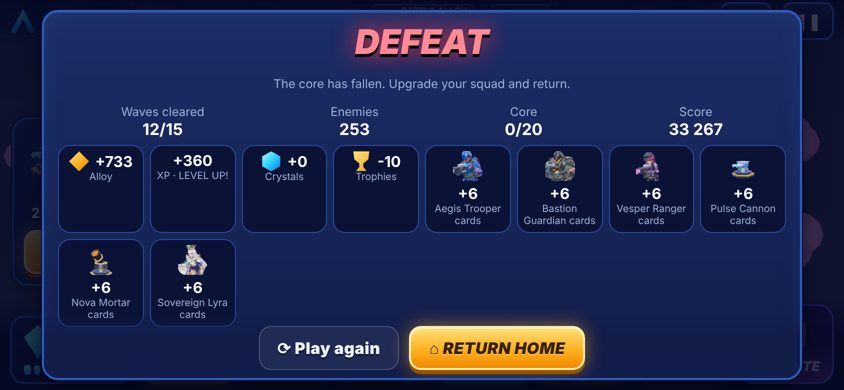 DEFEAT
The core has fallen. Upgrade your squad and return.
Waves cleared
12/15
Enemies
253
Core
0/20
Score
33 267
+733
Alloy
+360
XP · LEVEL UP!
+0
Crystals
-10
Trophies
+6
Aegis Trooper
cards
+6
Bastion
Guardian cards
+6
Vesper Ranger
cards
+6
Pulse Cannon
cards
+6
Nova Mortar
cards
+6
Sovereign Lyra
cards
⟳ Play again
⌂ RETURN HOME